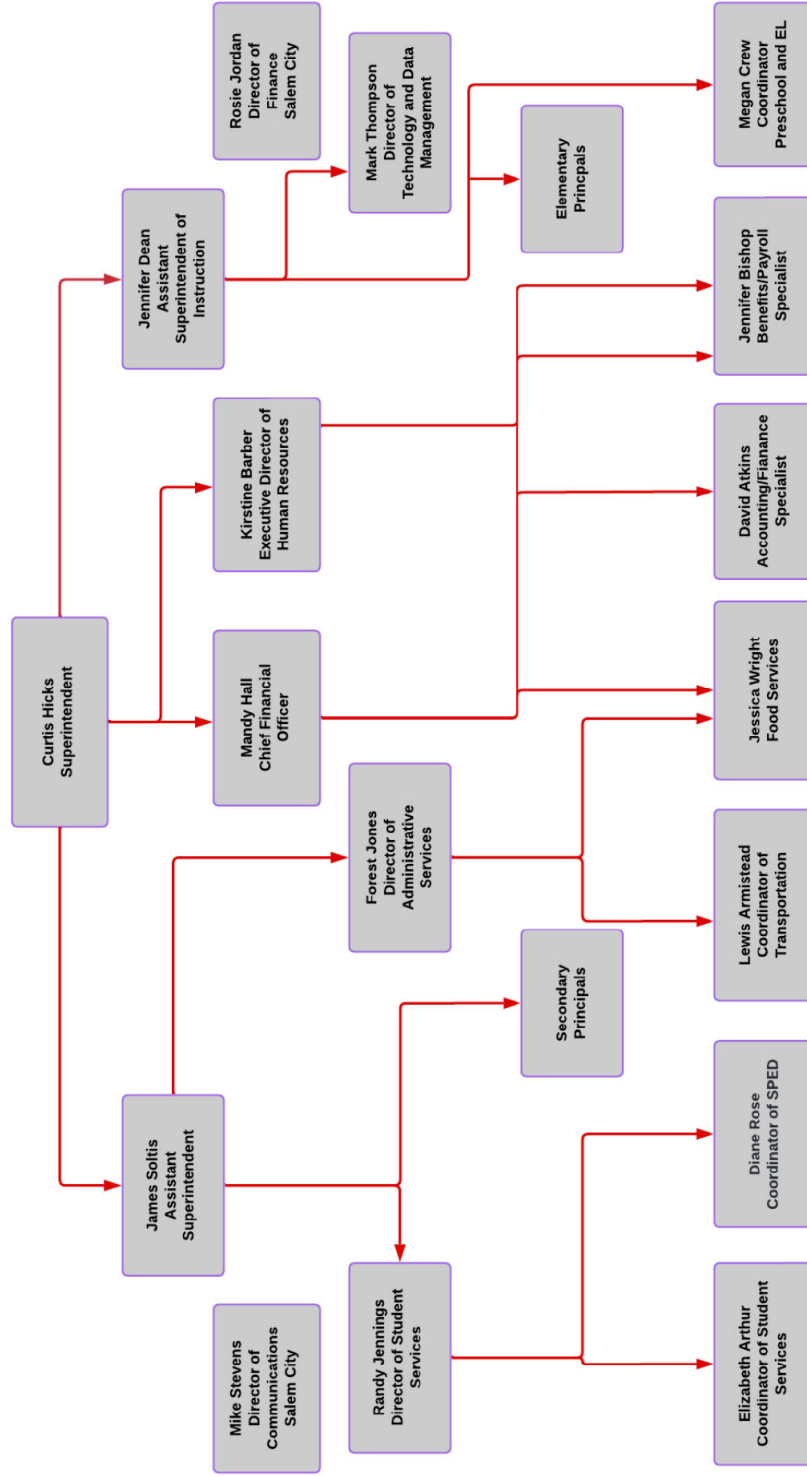 Curtis Hicks
Superintendent
James Soltis
Assistant
Superintendent
Jennifer Dean
Assistant
Superintendent of
Instruction
Mike Stevens
Director of
Communications
Salem City
Mandy Hall
Chief Financial
Officer
Kirstine Barber
Executive Director of
Human Resources
Rosie Jordan
Director of
Finance
Salem City
Randy Jennings
Director of Student
Services
Forest Jones
Director of
Administrative
Services
Mark Thompson
Director of
Technology and Data
Management
Secondary
Principals
Elementary
Princpals
Elizabeth Arthur
Coordinator of Student
Services
Diane Rose
Coordinator of SPED
Lewis Armistead
Coordinator of
Transportation
Jessica Wright
Food Services
David Atkins
Accounting/Fianance
Specialist
Jennifer Bishop
Benefits/Payroll
Specialist
Megan Crew
Coordinator
Preschool and EL